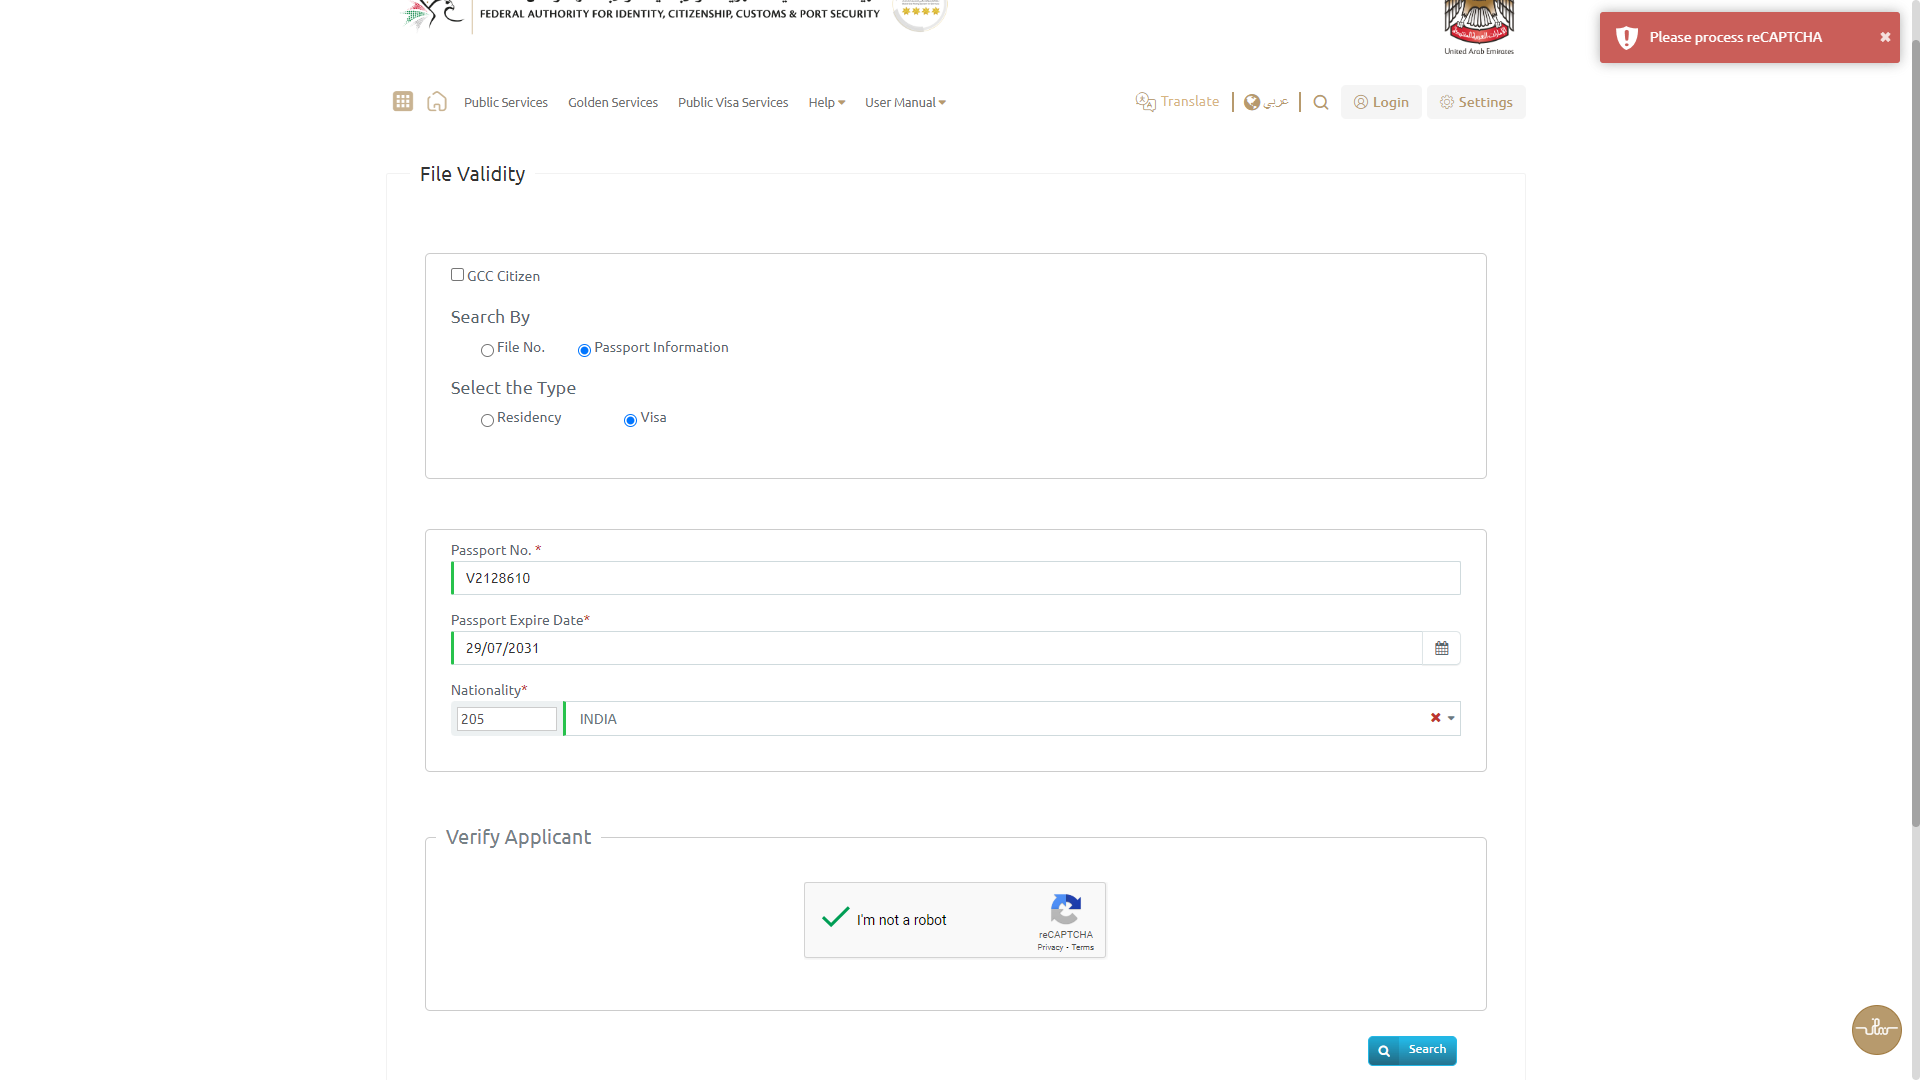 FEDERAL AUTHORITY FOR IDENTITY, CITIZENSHIP, CUSTOMS & PORT SECURITY
United Arab Emirates
Please process reCAPTCHA
Public Services
Golden Services
Public Visa Services
Help
User Manual
Translate
عربي
Login
Settings
File Validity
GCC Citizen
Search By
File No.
Passport Information
Select the Type
Residency
Visa
Passport No. *
V2128610
Passport Expire Date*
29/07/2031
Nationality*
205
INDIA
Verify Applicant
I'm not a robot
reCAPTCHA
Privacy - Terms
Search